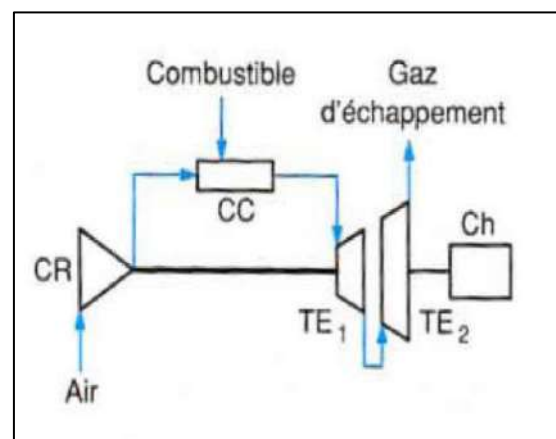 Combustible
Gaz
d'échappement
CC
Ch
CR
TE1
TE2
Air